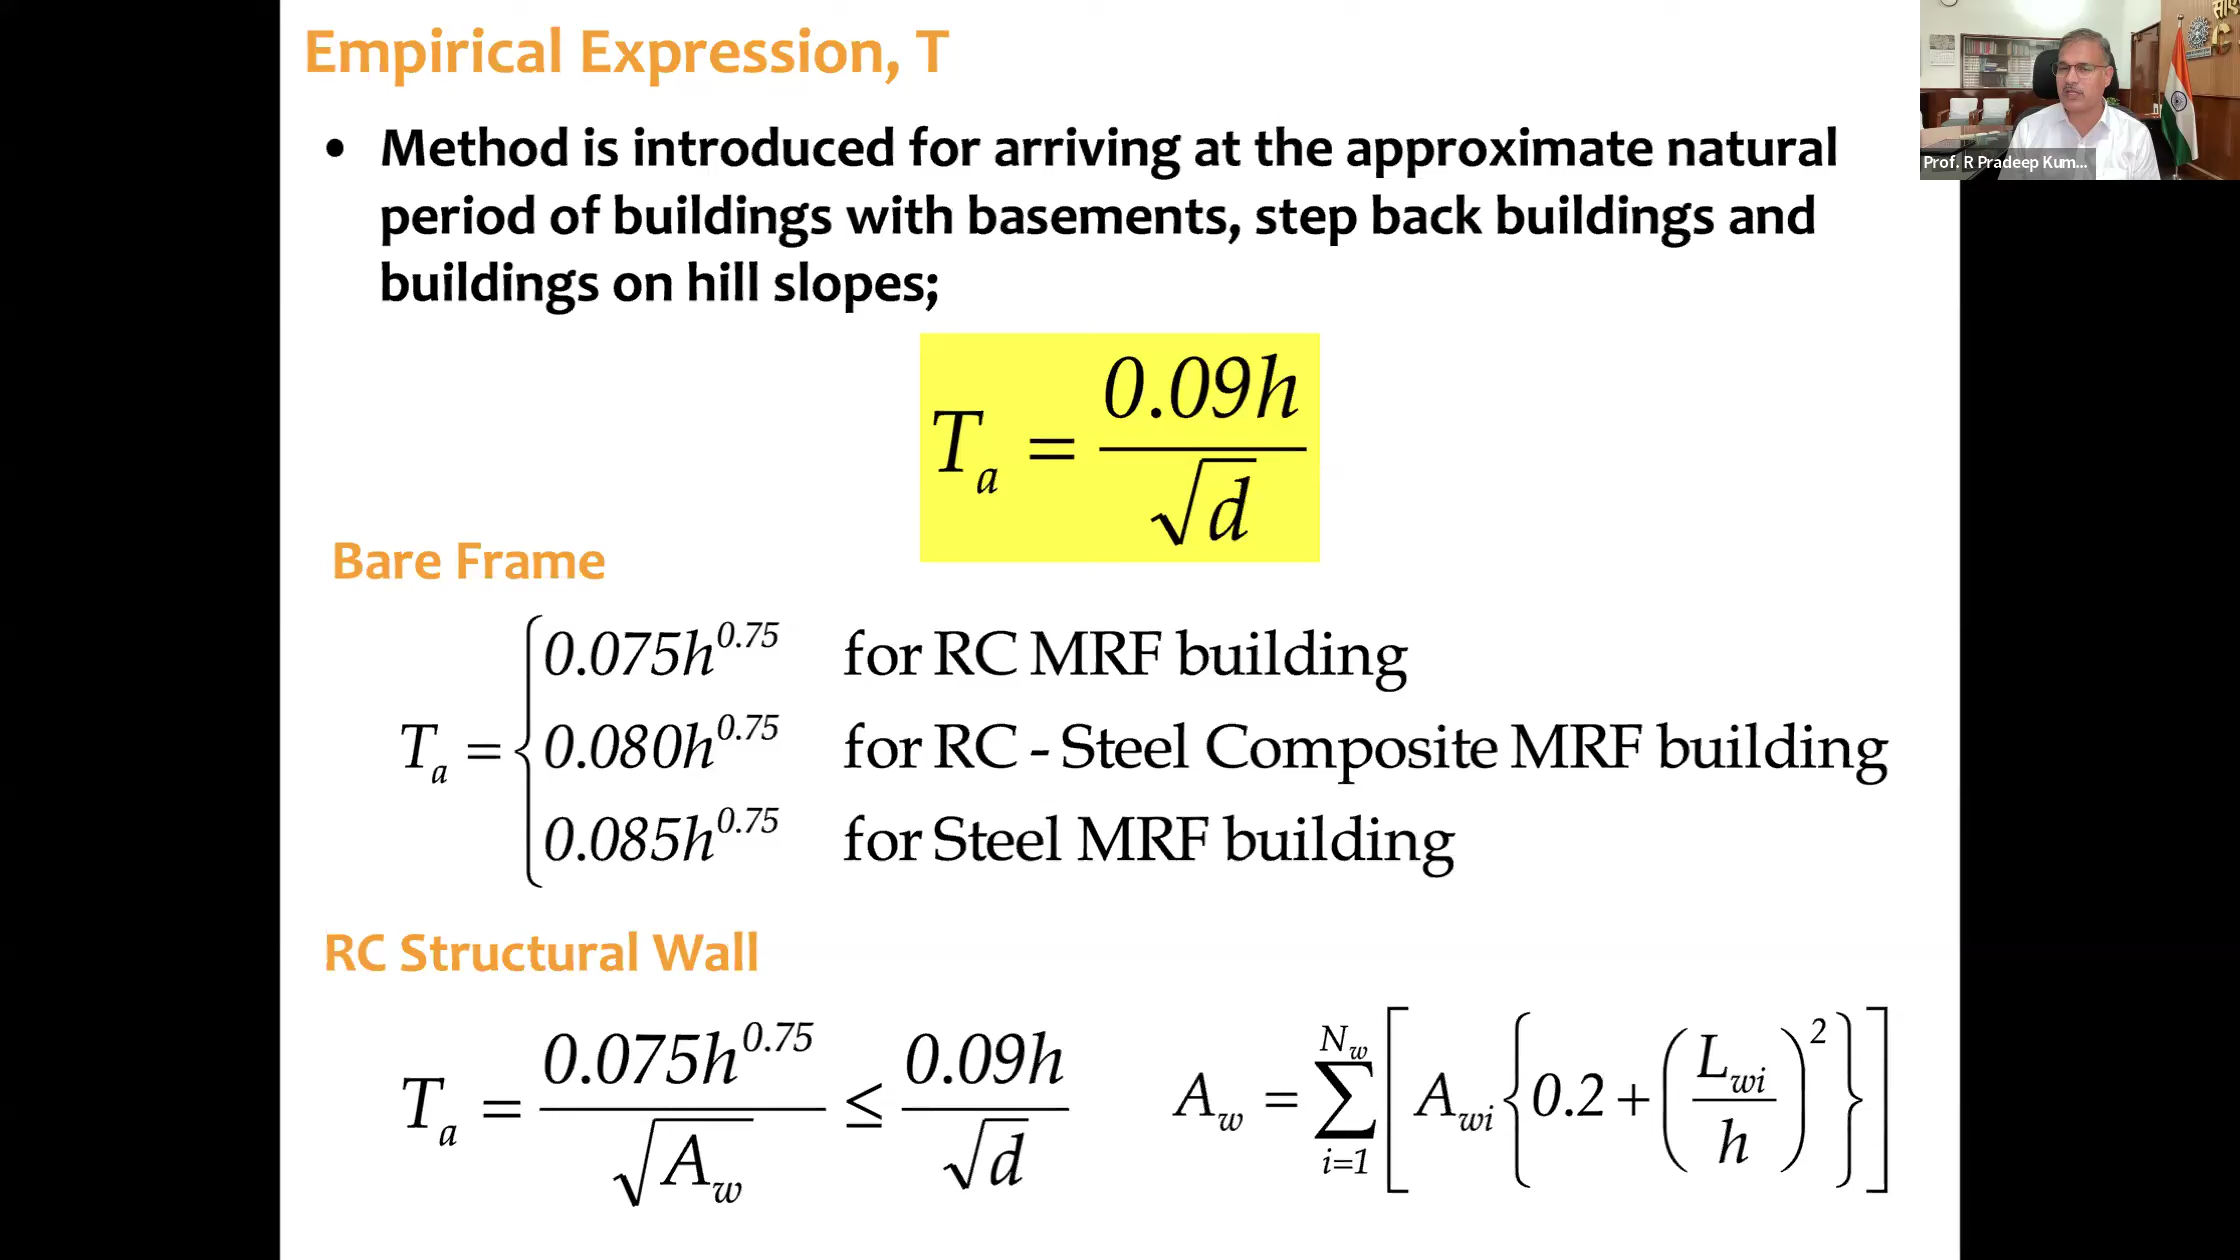 Empirical Expression, T
• Method is introduced for arriving at the approximate natural
period of buildings with basements, step back buildings and
buildings on hill slopes;
T_a = 0.09h / √d
Bare Frame
T_a = { 0.075h^0.75 for RC MRF building
0.080h^0.75 for RC - Steel Composite MRF building
0.085h^0.75 for Steel MRF building
RC Structural Wall
T_a = 0.075h^0.75 / √A_w ≤ 0.09h / √d
A_w = ∑_{i=1}^{N_w} [ A_wi { 0.2 + ( L_wi / h )^2 } ]
Prof. R Pradeep Kum...